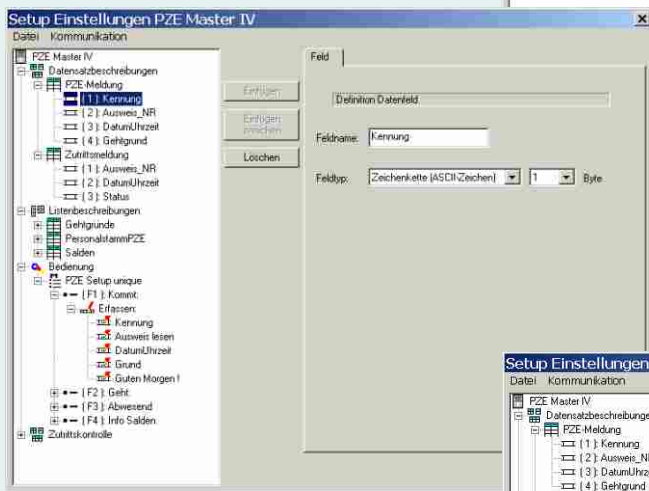 Setup Einstellungen PZE Master IV
Datei Kommunikation
PZE Master IV
Datensatzbeschreibungen
PZE-Meldung
( 1 ): Kennung
( 2 ): Ausweis_NR
( 3 ): DatumUhrzeit
( 4 ): Gehtgrund
Zutrittsmeldung
( 1 ): Ausweis_NR
( 2 ): DatumUhrzeit
( 3 ): Status
Listenbeschreibungen
Gehtgründe
PersonalstammPZE
Salden
Bedienung
PZE Setup unique
( F1 ): Kommt:
Erfassen:
Kennung
Ausweis lesen
DatumUhrzeit
Grund
Guten Morgen !
( F2 ): Geht:
( F3 ): Abwesend
( F4 ): Info Salden
Zutrittskontrolle
Einfügen
Einfügen
Löschen
Feld
Definition Datenfeld.
Feldname: Kennung
Feldtyp: Zeichenkette (ASCII-Zeichen) 1 Byte
Setup Einstellungen
Datei Kommunikation
PZE Master IV
Datensatzbeschreibunge
PZE-Meldung
( 1 ): Kennung
( 2 ): Ausweis_NR
( 3 ): DatumUhrze
( 4 ): Gehtgrund